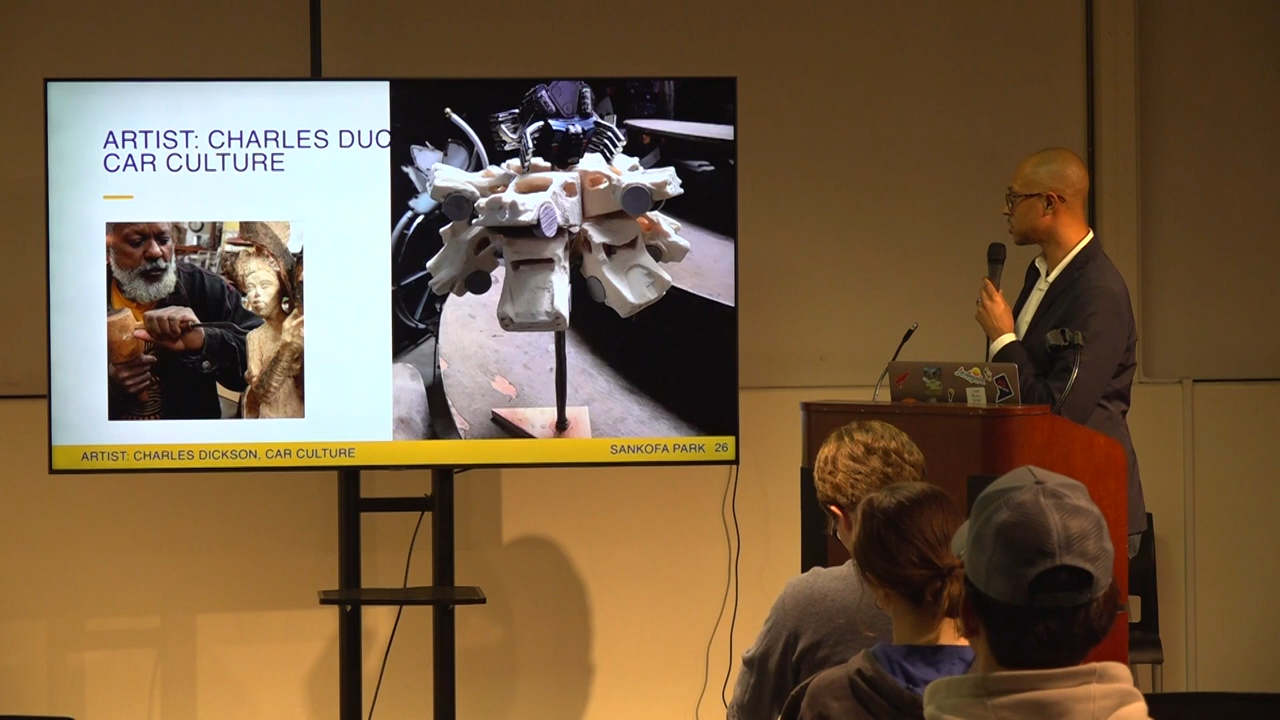 ARTIST: CHARLES DUC
CAR CULTURE
ARTIST: CHARLES DICKSON, CAR CULTURE
SANKOFA PARK 26